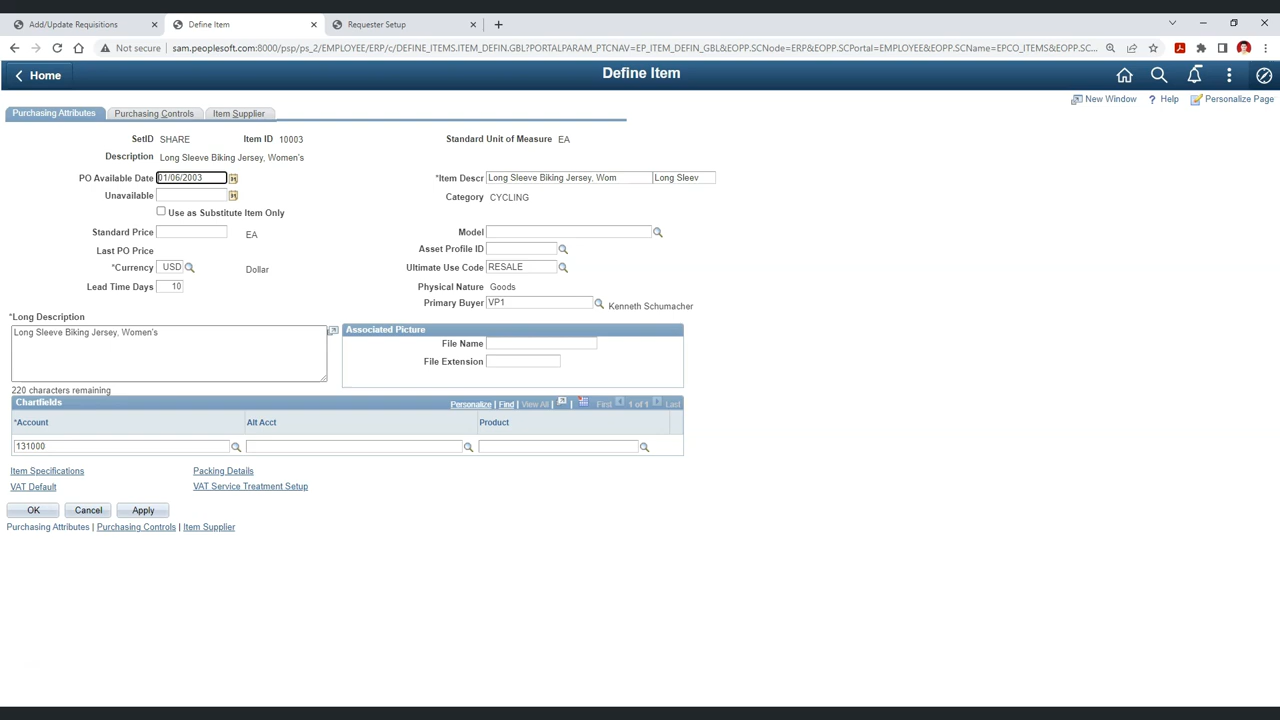 Add/Update Requisitions
Define Item
Requester Setup
Not secure
sam.peoplesoft.com:8000/psp/ps_2/EMPLOYEE/ERP/c/DEFINE_ITEMS.ITEM_DEFIN.GBL?PORTALPARAM_PTCNAV=EP_ITEM_DEFIN_GBL&EOPP.SCNode=ERP&EOPP.SCPortal=EMPLOYEE&EOPP.SCName=EPCO_ITEMS&EOPP.SC...
Home
Define Item
New Window
Help
Personalize Page
Purchasing Attributes
Purchasing Controls
Item Supplier
SetID SHARE
Item ID 10003
Standard Unit of Measure EA
Description Long Sleeve Biking Jersey, Women's
PO Available Date 01/06/2003
*Item Descr Long Sleeve Biking Jersey, Wom
Long Sleev
Unavailable
Category CYCLING
Use as Substitute Item Only
Standard Price
EA
Model
Last PO Price
Asset Profile ID
*Currency USD
Dollar
Ultimate Use Code RESALE
Lead Time Days 10
Physical Nature Goods
Primary Buyer VP1
Kenneth Schumacher
*Long Description
Long Sleeve Biking Jersey, Women's
220 characters remaining
Associated Picture
File Name
File Extension
Chartfields
Personalize | Find | View All |
First 1 of 1 Last
*Account
Alt Acct
Product
131000
Item Specifications
Packing Details
VAT Default
VAT Service Treatment Setup
OK
Cancel
Apply
Purchasing Attributes | Purchasing Controls | Item Supplier